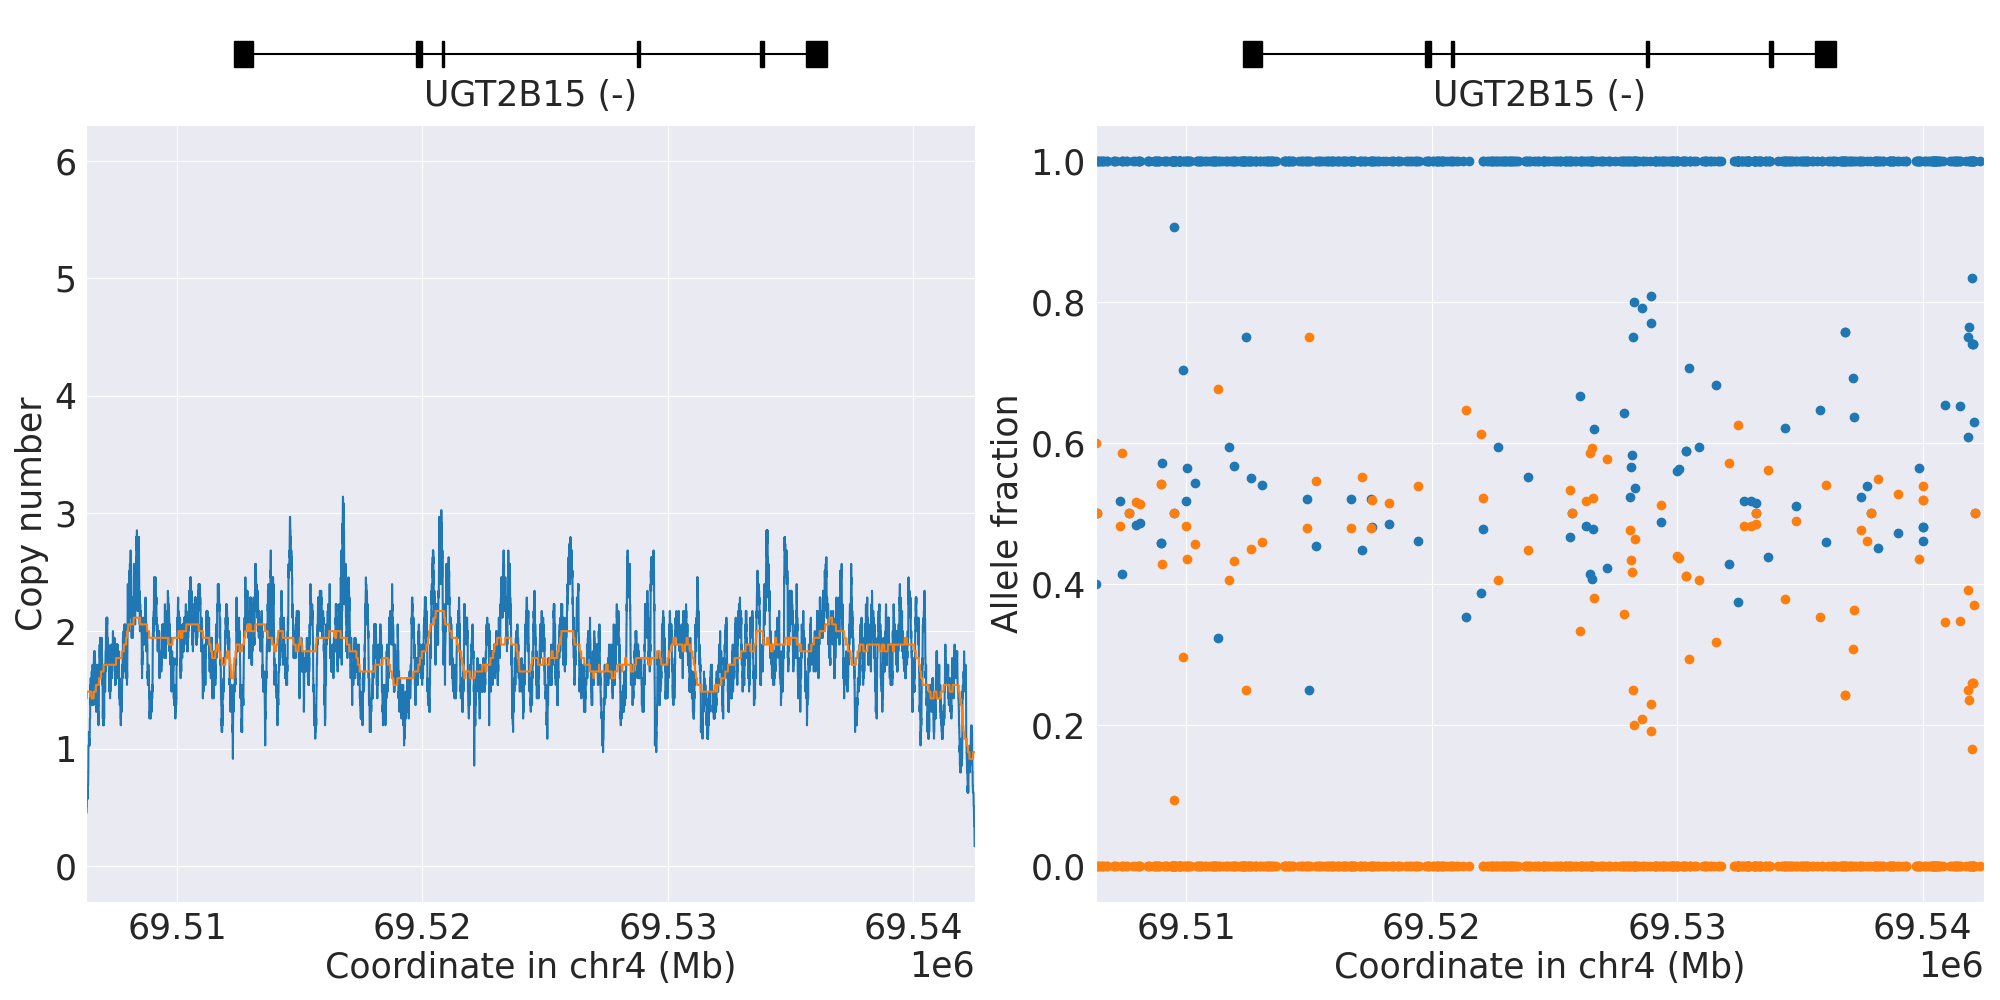 UGT2B15 (-)
UGT2B15 (-)
Copy number
6
5
4
3
2
1
0
69.51 69.52 69.53 69.54
Coordinate in chr4 (Mb) 1e6
Allele fraction
1.0
0.8
0.6
0.4
0.2
0.0
69.51 69.52 69.53 69.54
Coordinate in chr4 (Mb) 1e6